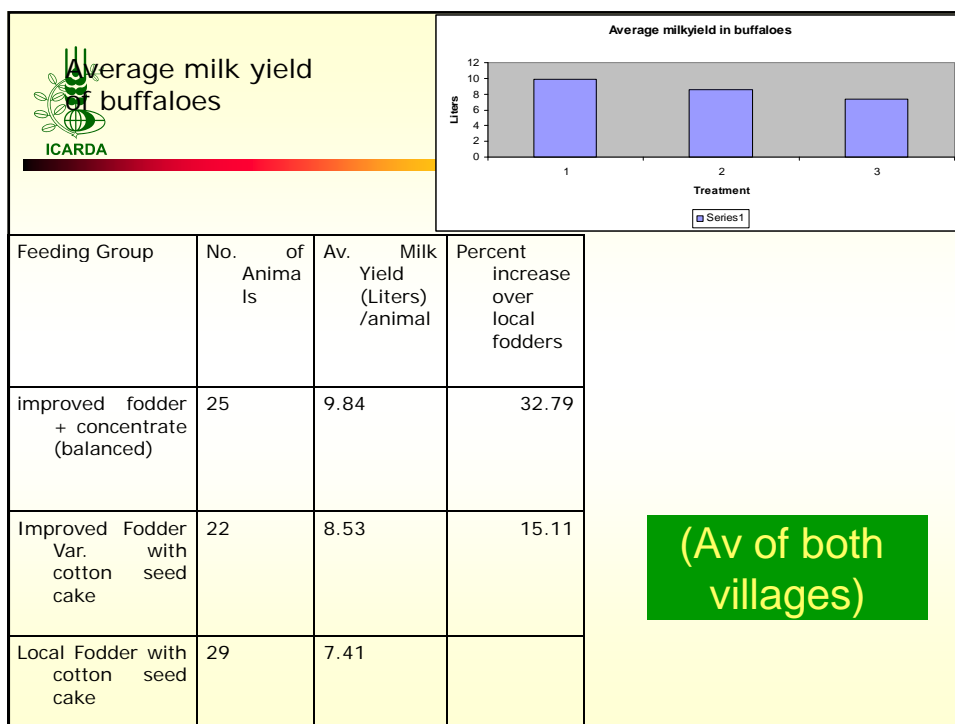 Average milk yield
of buffaloes
ICARDA
Average milkyield in buffaloes
12
10
8
6
4
2
0
Liters
1 2 3
Treatment
Series1
Feeding Group
No. of
Anima
ls
Av. Milk
Yield
(Liters)
/animal
Percent
increase
over
local
fodders
improved fodder
+ concentrate
(balanced)
25
9.84
32.79
Improved Fodder
Var. with
cotton seed
cake
22
8.53
15.11
Local Fodder with
cotton seed
cake
29
7.41
(Av of both
villages)